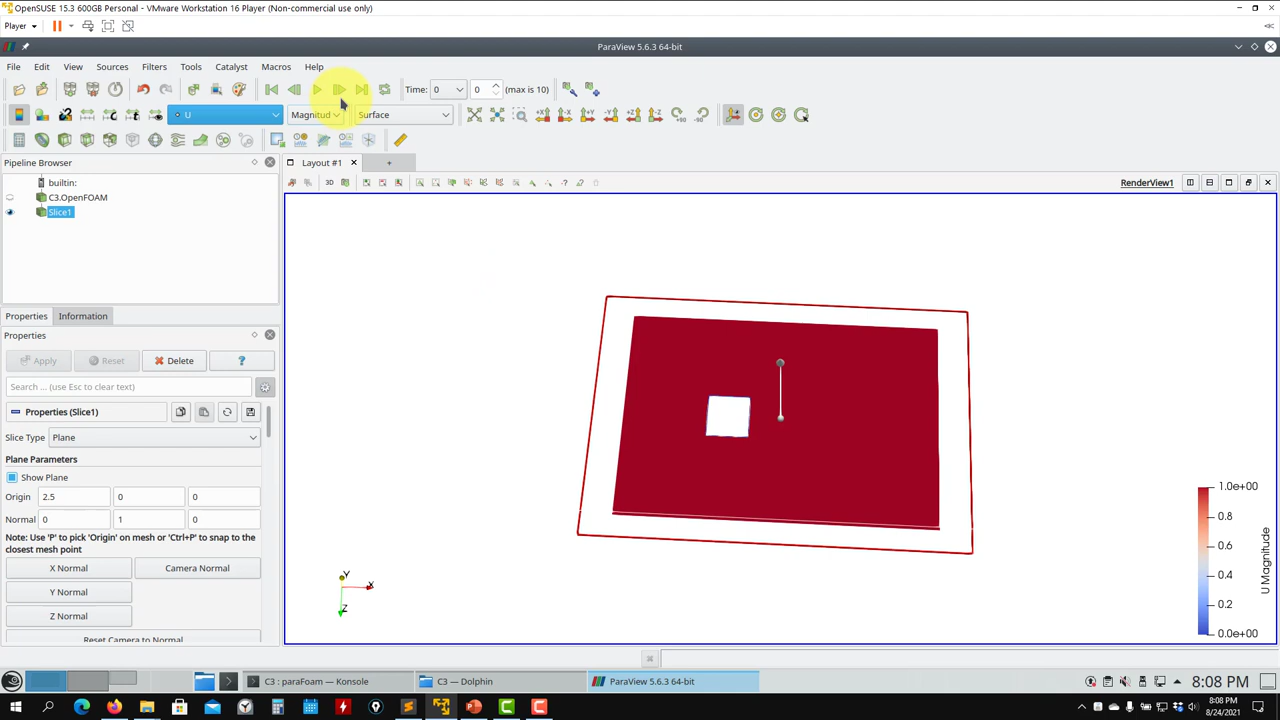 OpenSUSE 15.3 600GB Personal - VMware Workstation 16 Player (Non-commercial use only)
Player
ParaView 5.6.3 64-bit
File Edit View Sources Filters Tools Catalyst Macros Help
Time: 0 0 (max is 10)
U Magnitud Surface
+X -X +Y -Y +Z -Z +90 -90
Pipeline Browser
Layout #1
+
builtin:
C3.OpenFOAM
Slice1
3D
RenderView1
Properties Information
Properties
Apply Reset Delete ?
Search ... (use Esc to clear text)
Properties (Slice1)
Slice Type Plane
Plane Parameters
Show Plane
Origin 2.5 0 0
Normal 0 1 0
Note: Use 'P' to pick 'Origin' on mesh or 'Ctrl+P' to snap to the
closest mesh point
X Normal Camera Normal
Y Normal
Z Normal
Reset Camera to Normal
Y
X
Z
1.0e+00
0.8
0.6
0.4
0.2
0.0e+00
U Magnitude
C3 : paraFoam — Konsole
C3 — Dolphin
ParaView 5.6.3 64-bit
8:08 PM
8:08 PM
8/24/2021